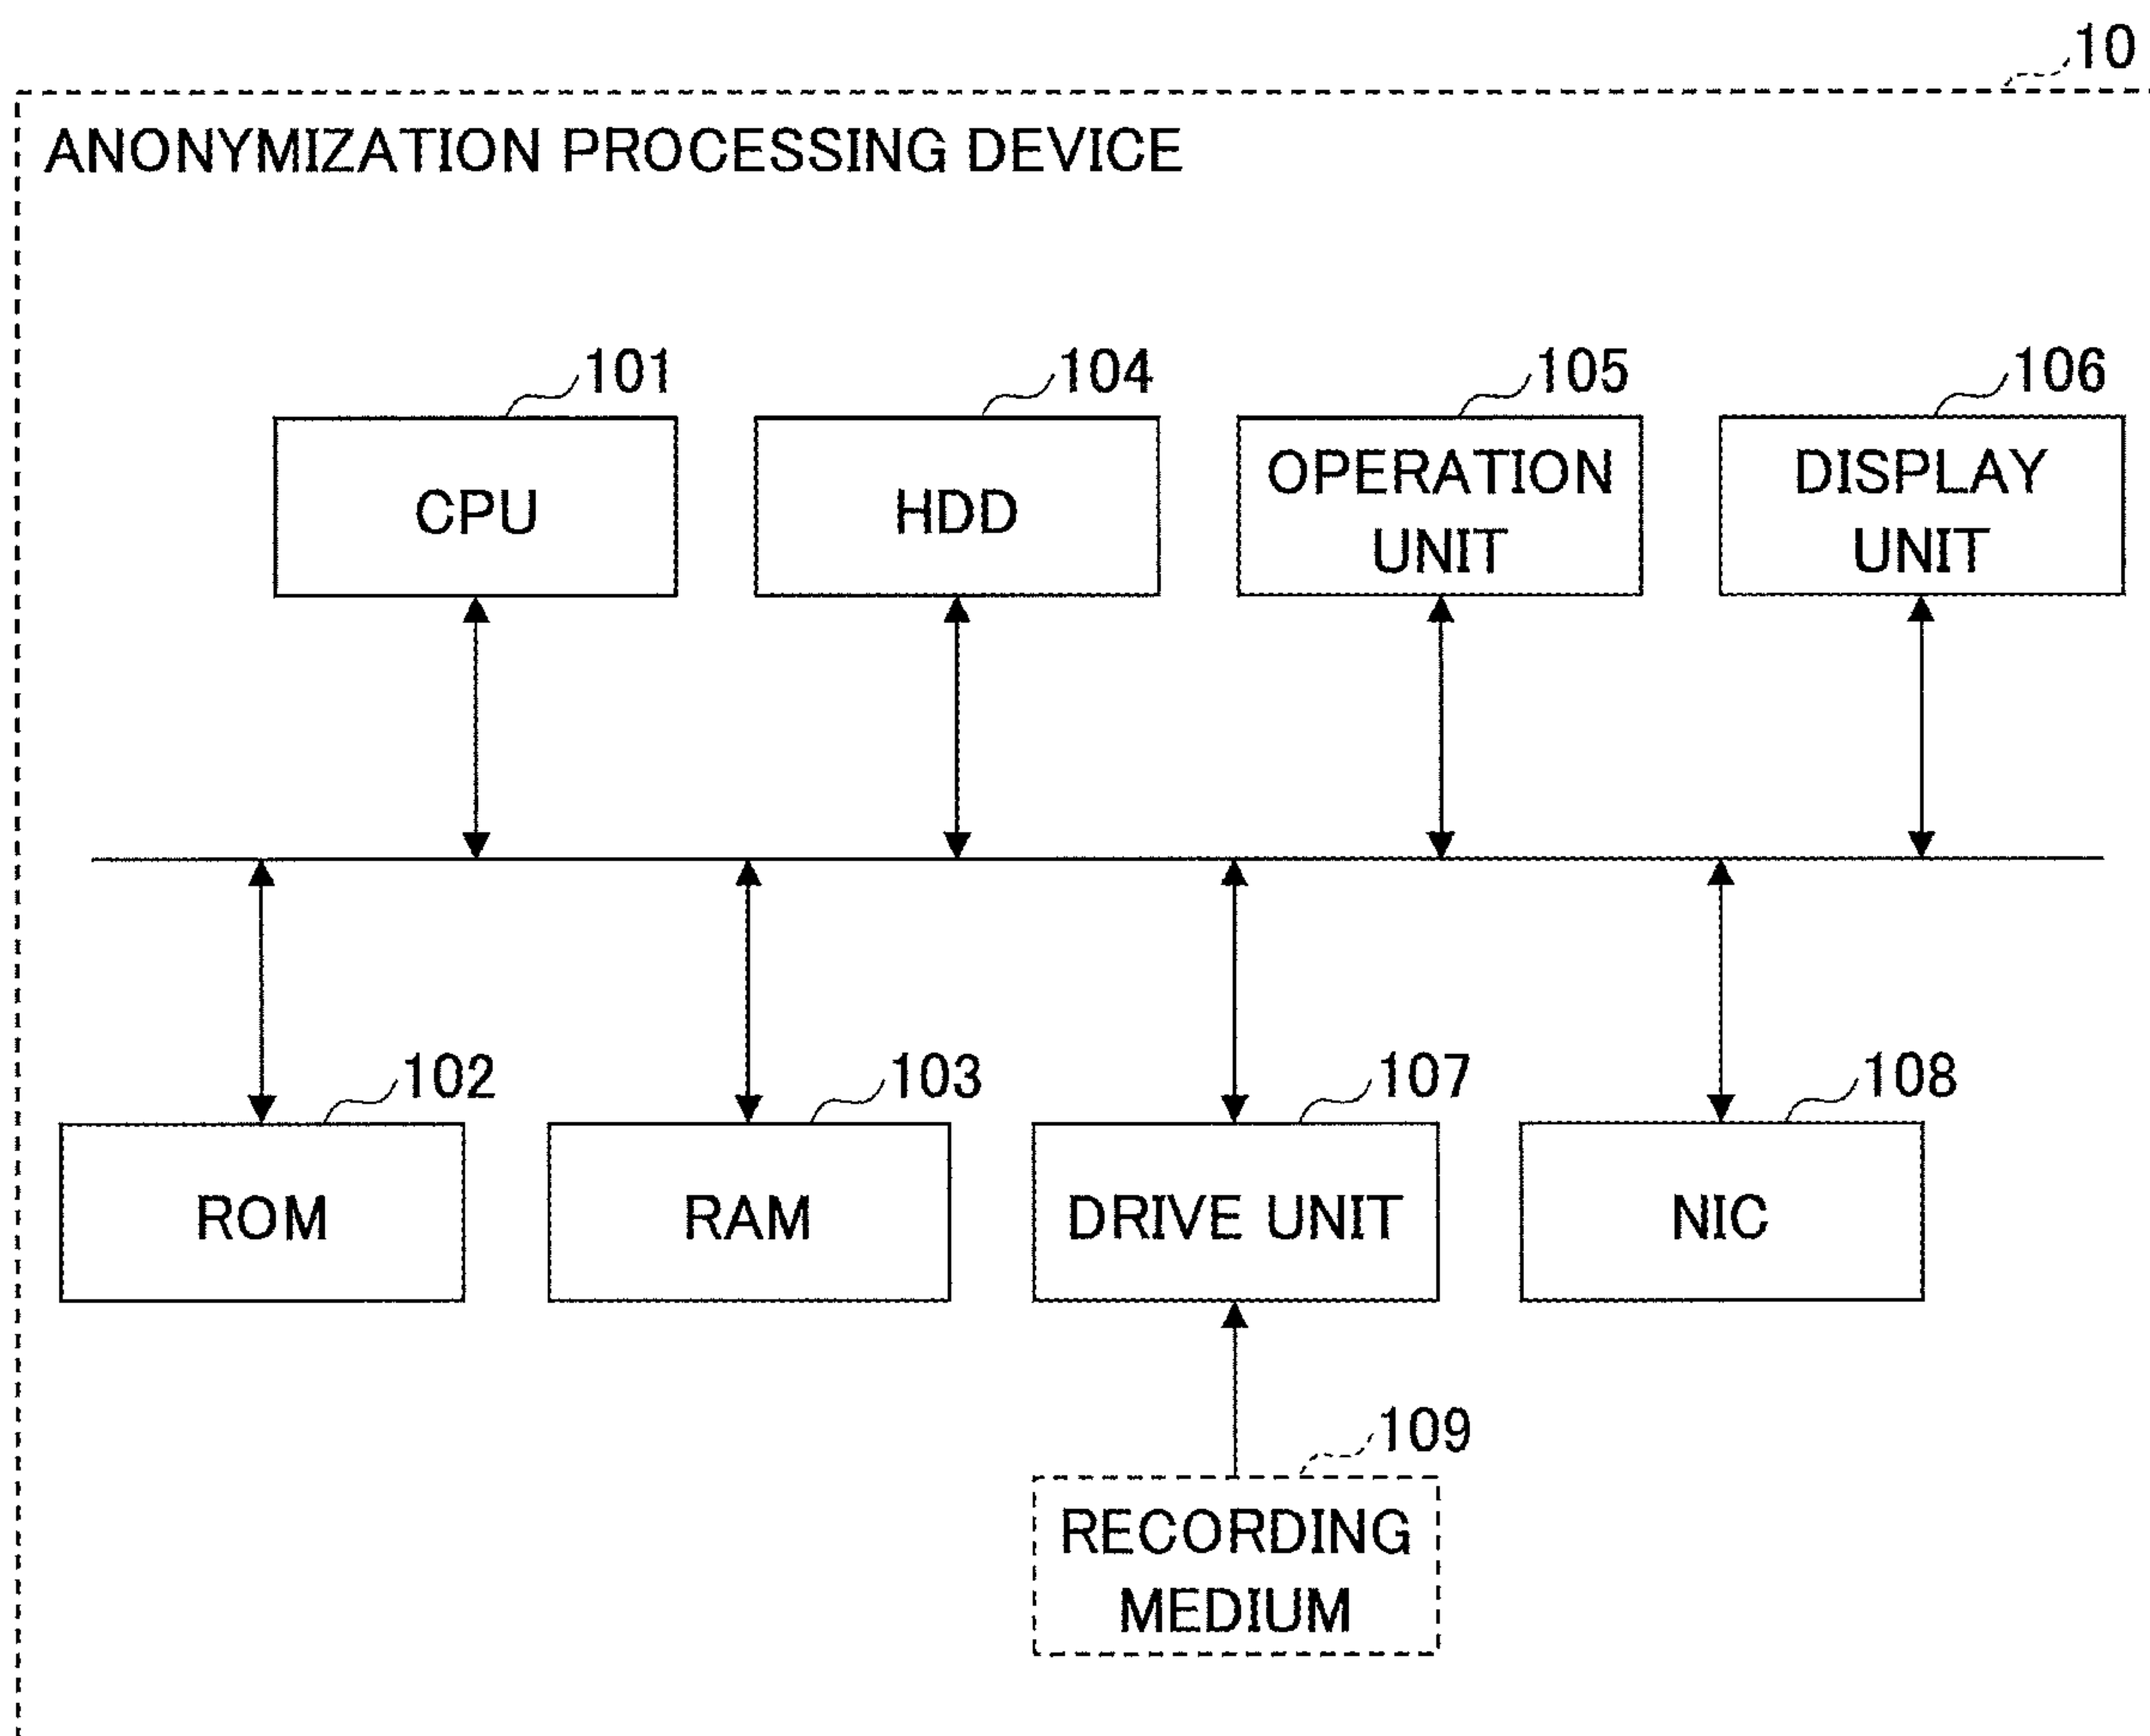 10
ANONYMIZATION PROCESSING DEVICE
101
104
105
106
CPU
HDD
OPERATION
UNIT
DISPLAY
UNIT
102
103
107
108
ROM
RAM
DRIVE UNIT
NIC
109
RECORDING
MEDIUM